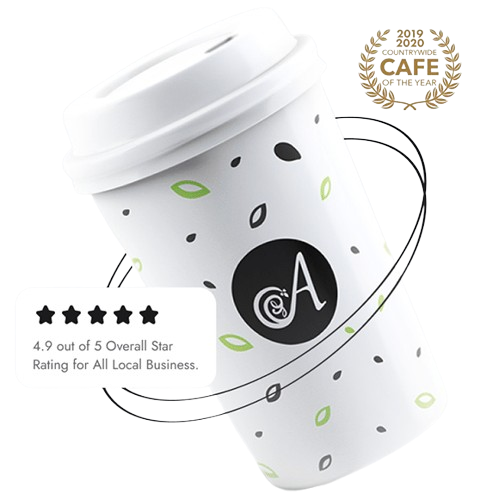 2019
2020
COUNTRYWIDE
CAFE
OF THE YEAR
A
4.9 out of 5 Overall Star
Rating for All Local Business.